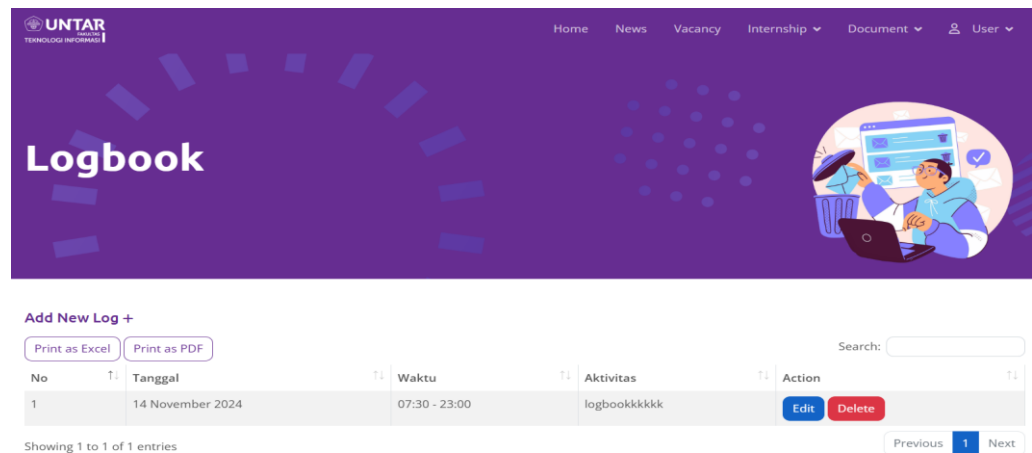 UNTAR
FAKULTAS
TEKNOLOGI INFORMASI
Home News Vacancy Internship Document User
Logbook
Add New Log +
Print as Excel Print as PDF
Search:
No Tanggal Waktu Aktivitas Action
1 14 November 2024 07:30 - 23:00 logbookkkkkk Edit Delete
Showing 1 to 1 of 1 entries
Previous 1 Next